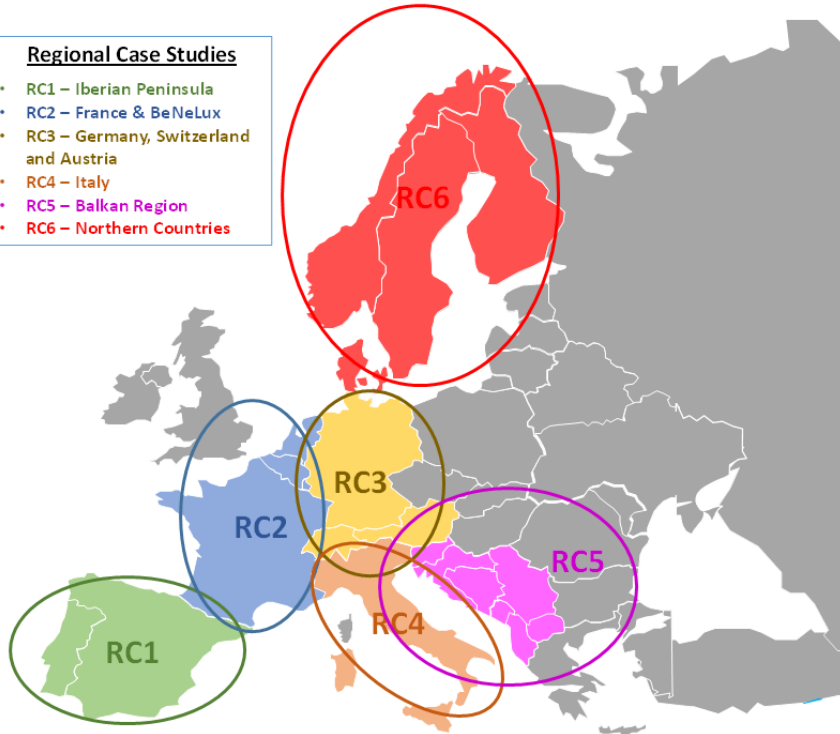 Regional Case Studies
• RC1 – Iberian Peninsula
• RC2 – France & BeNeLux
• RC3 – Germany, Switzerland
and Austria
• RC4 – Italy
• RC5 – Balkan Region
• RC6 – Northern Countries
RC6
RC3
RC2
RC5
RC4
RC1